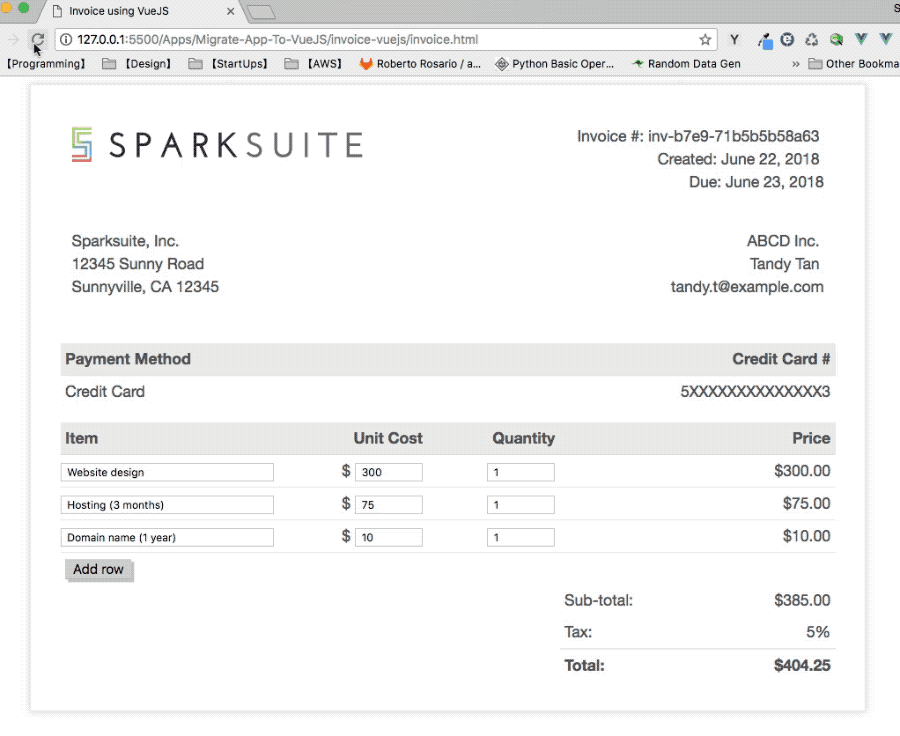 Invoice using VueJS
S
127.0.0.1:5500/Apps/Migrate-App-To-VueJS/invoice-vuejs/invoice.html
【Programming】 【Design】 【StartUps】 【AWS】 Roberto Rosario / a... Python Basic Oper... Random Data Gen » Other Bookma
SPARKSUITE
Invoice #: inv-b7e9-71b5b5b58a63
Created: June 22, 2018
Due: June 23, 2018
Sparksuite, Inc.
12345 Sunny Road
Sunnyville, CA 12345
ABCD Inc.
Tandy Tan
tandy.t@example.com
Payment Method Credit Card #
Credit Card 5XXXXXXXXXXXXXX3
Item Unit Cost Quantity Price
Website design $ 300 1 $300.00
Hosting (3 months) $ 75 1 $75.00
Domain name (1 year) $ 10 1 $10.00
Add row
Sub-total: $385.00
Tax: 5%
Total: $404.25